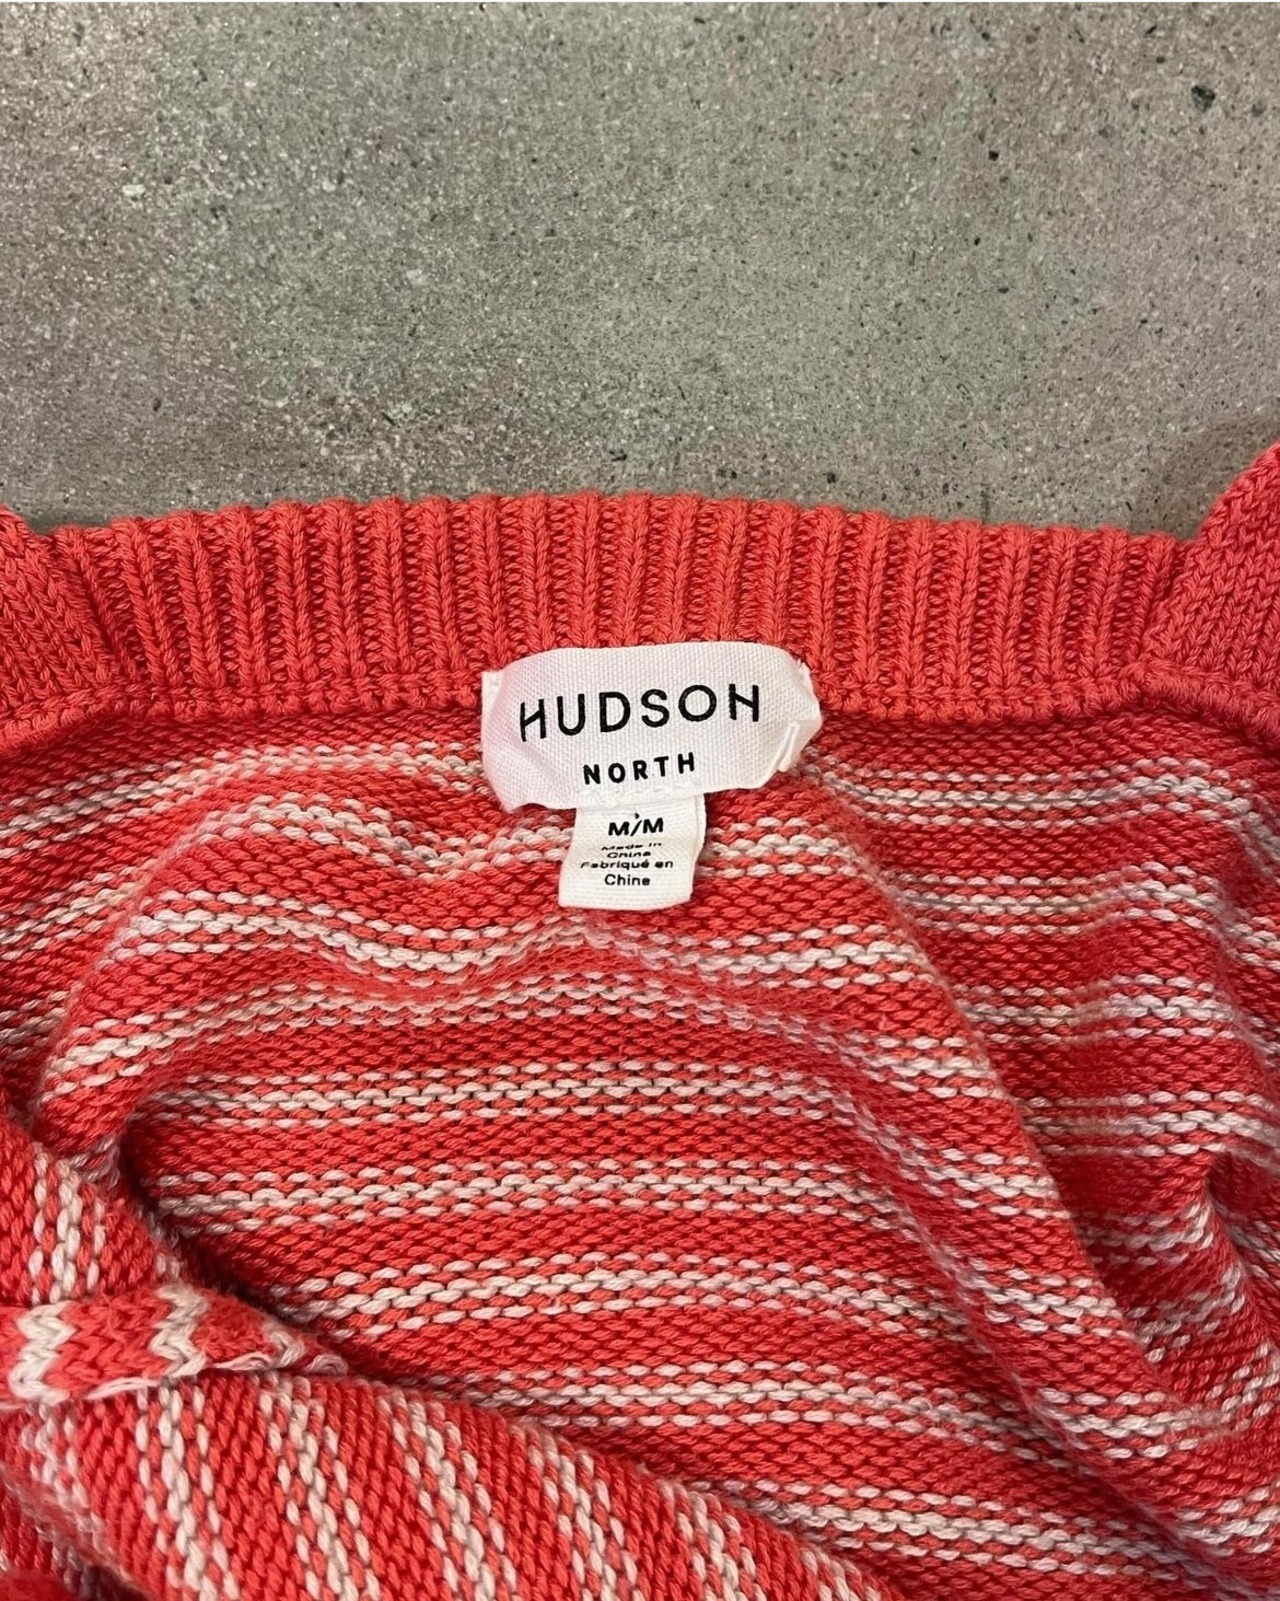 HUDSON
NORTH
M/M
Made in
China
Fabriqué en
Chine